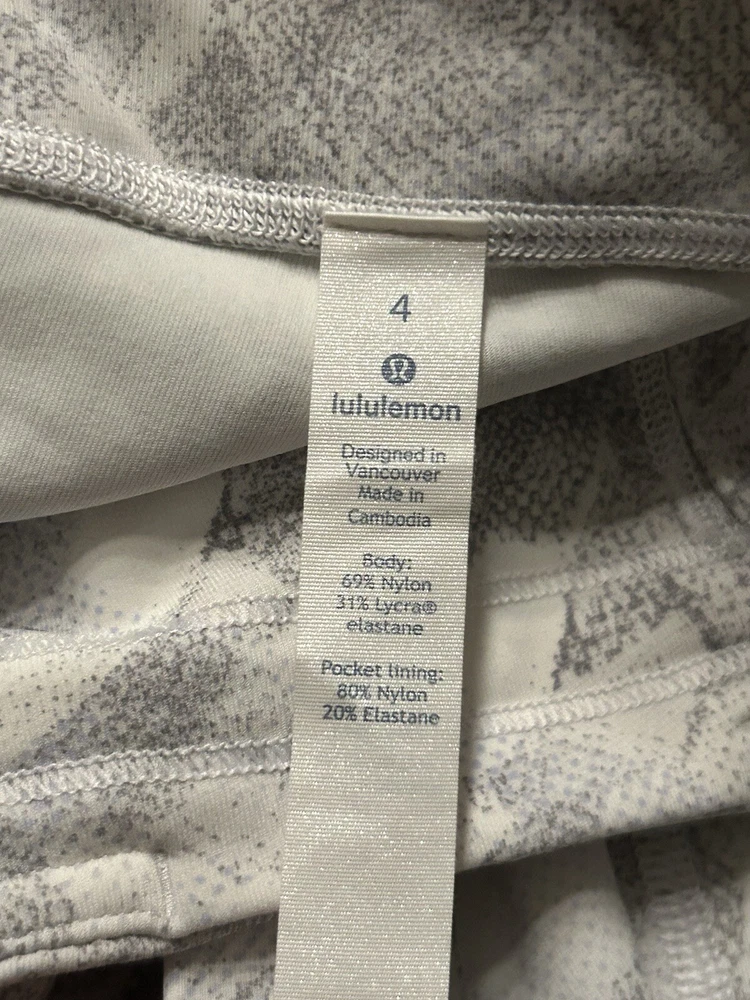 4
lululemon
Designed in
Vancouver
Made in
Cambodia
Body:
69% Nylon
31% Lycra®
elastane
Pocket lining:
80% Nylon
20% Elastane